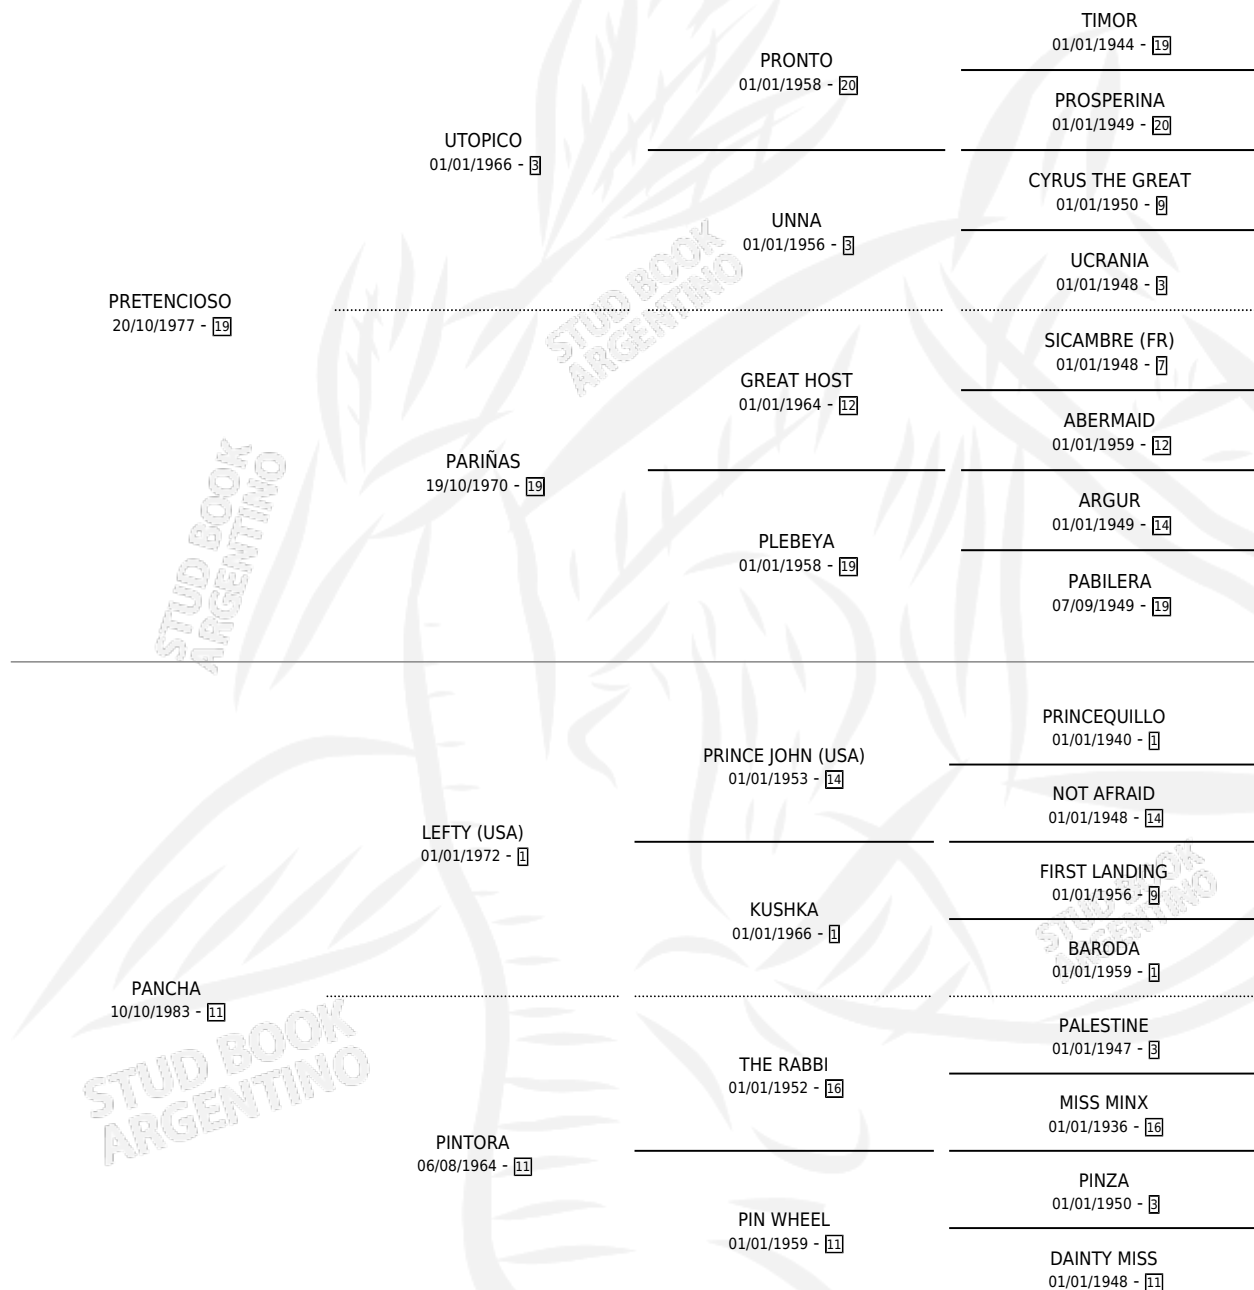 TIMOR
01/01/1944 - 19
PRONTO
01/01/1958 - 20
PROSPERINA
01/01/1949 - 20
UTOPICO
01/01/1966 - 3
CYRUS THE GREAT
01/01/1950 - 9
UNNA
01/01/1956 - 3
UCRANIA
01/01/1948 - 3
PRETENCIOSO
20/10/1977 - 19
SICAMBRE (FR)
01/01/1948 - 7
GREAT HOST
01/01/1964 - 12
ABERMAID
01/01/1959 - 12
PARIÑAS
19/10/1970 - 19
ARGUR
01/01/1949 - 14
PLEBEYA
01/01/1958 - 19
PABILERA
07/09/1949 - 19
PRINCEQUILLO
01/01/1940 - 1
PRINCE JOHN (USA)
01/01/1953 - 14
NOT AFRAID
01/01/1948 - 14
LEFTY (USA)
01/01/1972 - 1
FIRST LANDING
01/01/1956 - 9
KUSHKA
01/01/1966 - 1
BARODA
01/01/1959 - 1
PANCHA
10/10/1983 - 11
PALESTINE
01/01/1947 - 3
THE RABBI
01/01/1952 - 16
MISS MINX
01/01/1936 - 16
PINTORA
06/08/1964 - 11
PINZA
01/01/1950 - 3
PIN WHEEL
01/01/1959 - 11
DAINTY MISS
01/01/1948 - 11
STUD BOOK
ARGENTINO
STUD BOOK
ARGENTINO
STUD BOOK
ARGENTINO
STUD BOOK
ARGENTINO